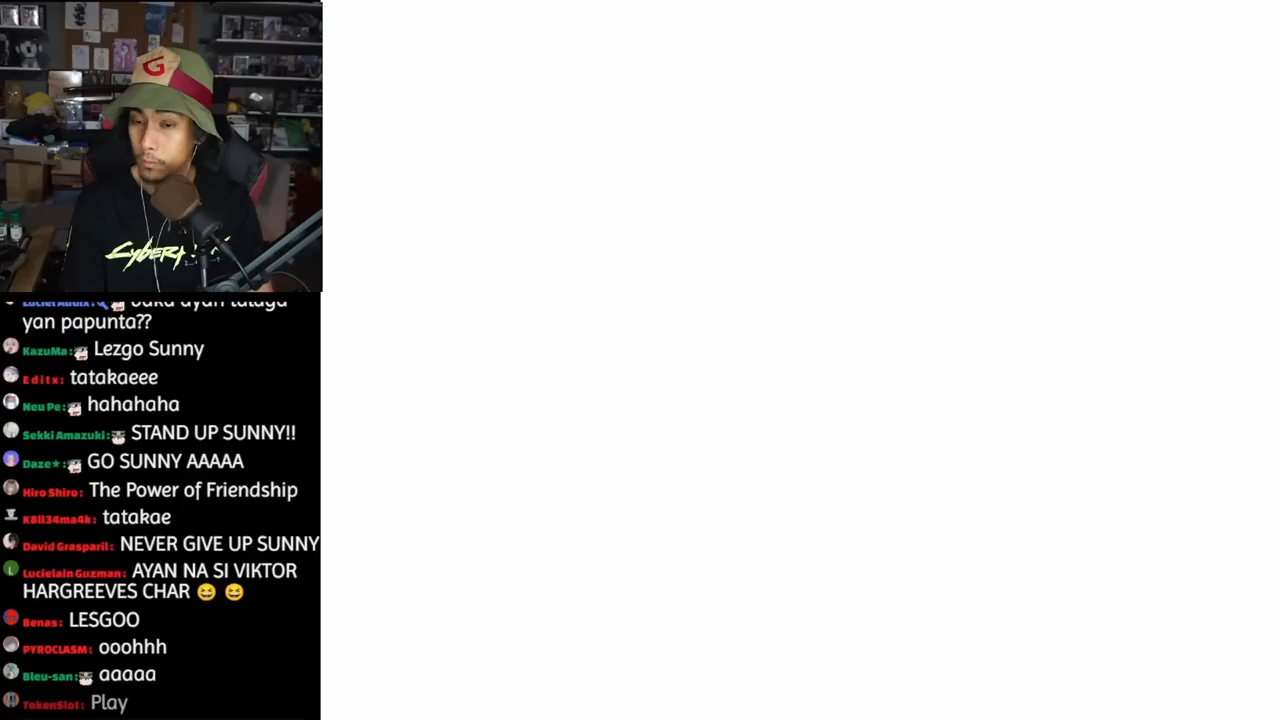 G
yan papunta??
KazuMa: Lezgo Sunny
Editx: tatakaeee
Neu Pe: hahahaha
Sekki Amazuki: STAND UP SUNNY!!
Daze★: GO SUNNY AAAAA
Hiro Shiro: The Power of Friendship
K8ll34ma4k: tatakae
David Grasparil: NEVER GIVE UP SUNNY
Lucielain Guzman: AYAN NA SI VIKTOR
HARGREEVES CHAR 😆 😆
Benas: LESGOO
PYROCLASM: ooohhh
Bleu-san: aaaaa
TokenSlot: Play